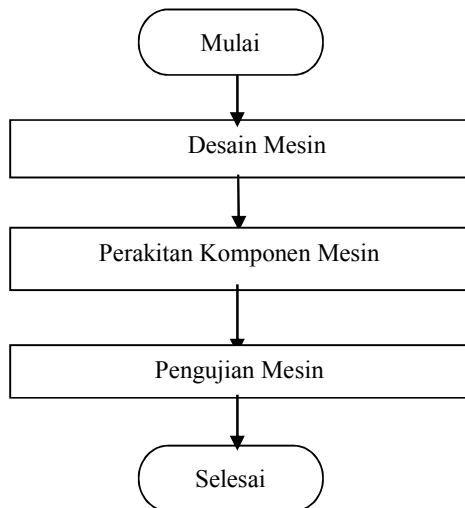 Mulai
Desain Mesin
Perakitan Komponen Mesin
Pengujian Mesin
Selesai